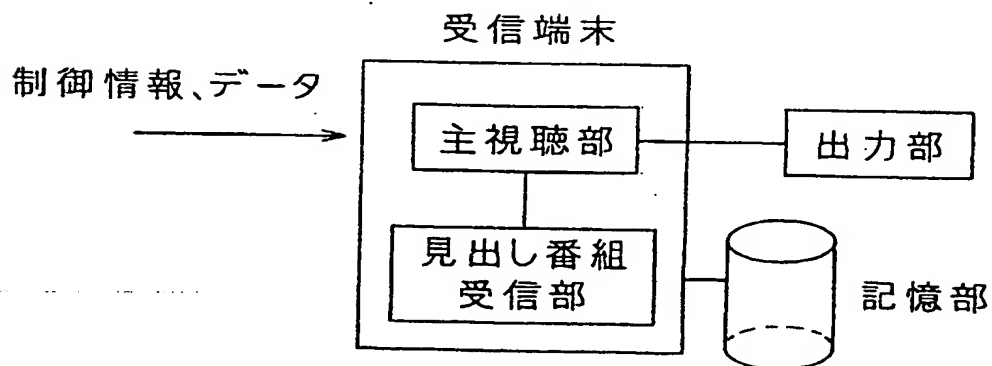 受信端末
制御情報、データ
主視聴部
出力部
見出し番組
受信部
記憶部